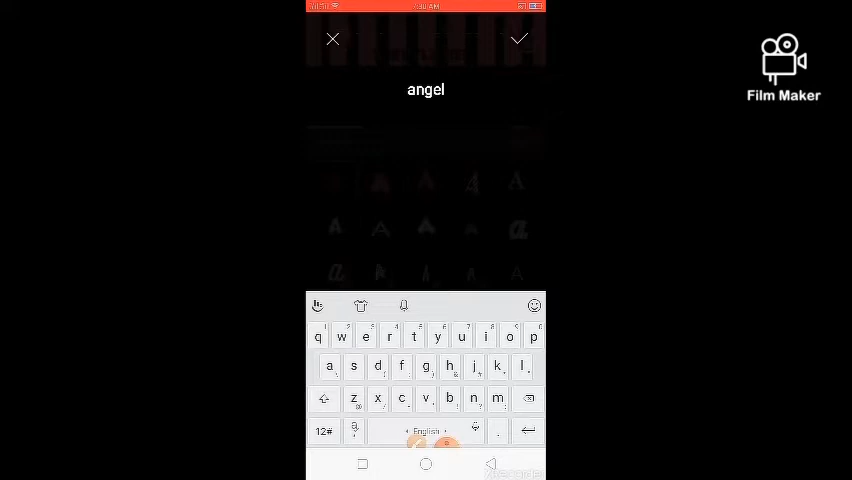 angel
Film Maker
q w e r t y u i o p
a s d f g h j k l
z x c v b n m
12# English .